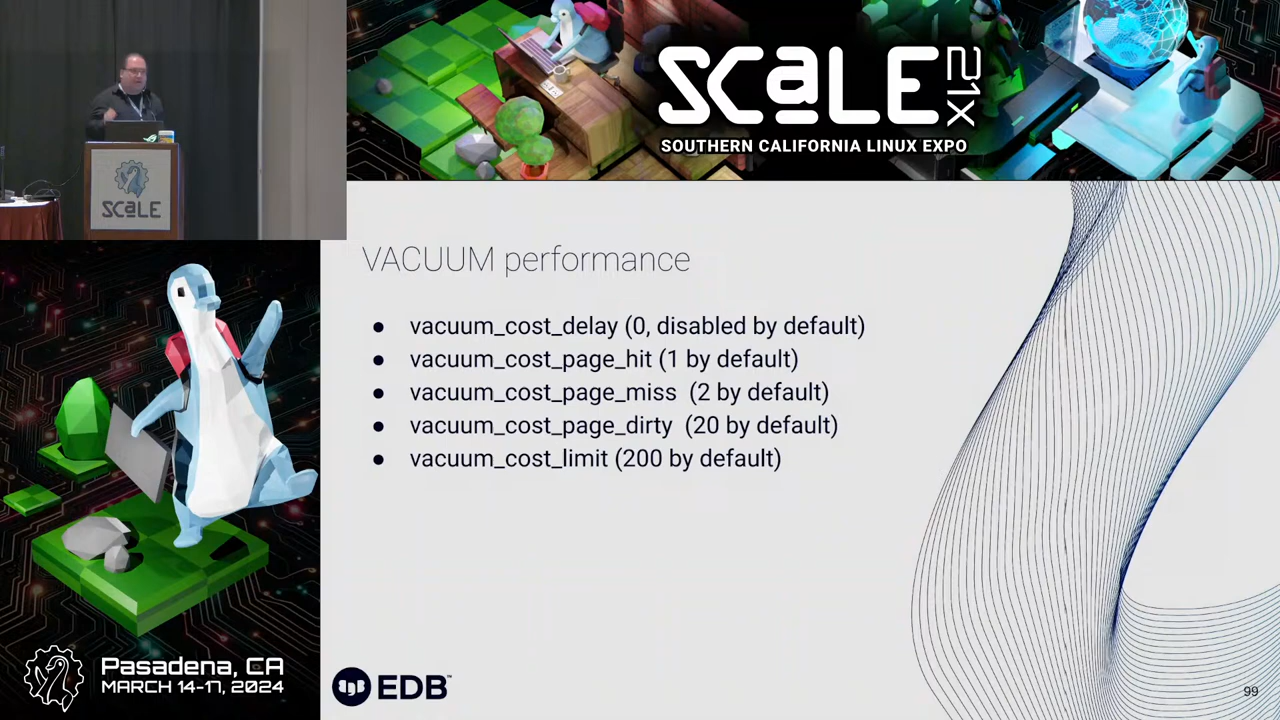 SCaLE 21X
SOUTHERN CALIFORNIA LINUX EXPO
SCaLE
VACUUM performance
● vacuum_cost_delay (0, disabled by default)
● vacuum_cost_page_hit (1 by default)
● vacuum_cost_page_miss (2 by default)
● vacuum_cost_page_dirty (20 by default)
● vacuum_cost_limit (200 by default)
Pasadena, CA
MARCH 14-17, 2024
EDB™
99